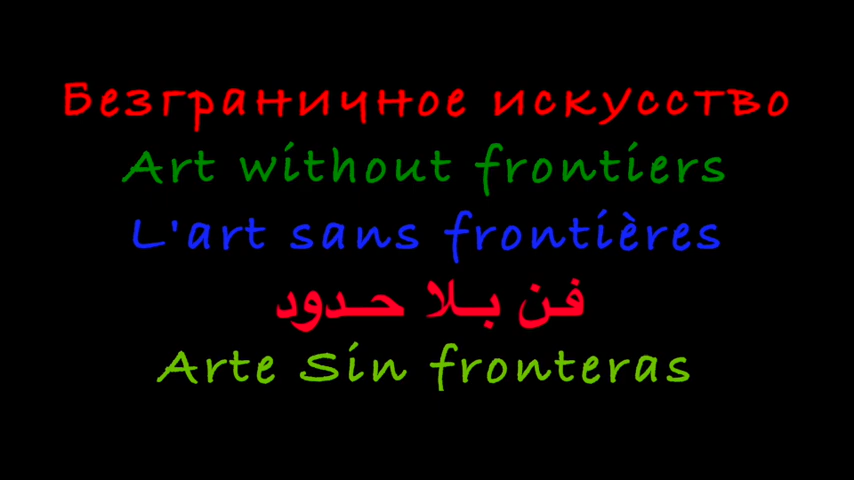 Безграничное искусство
Art without frontiers
L'art sans frontières
فن بلا حدود
Arte Sin fronteras